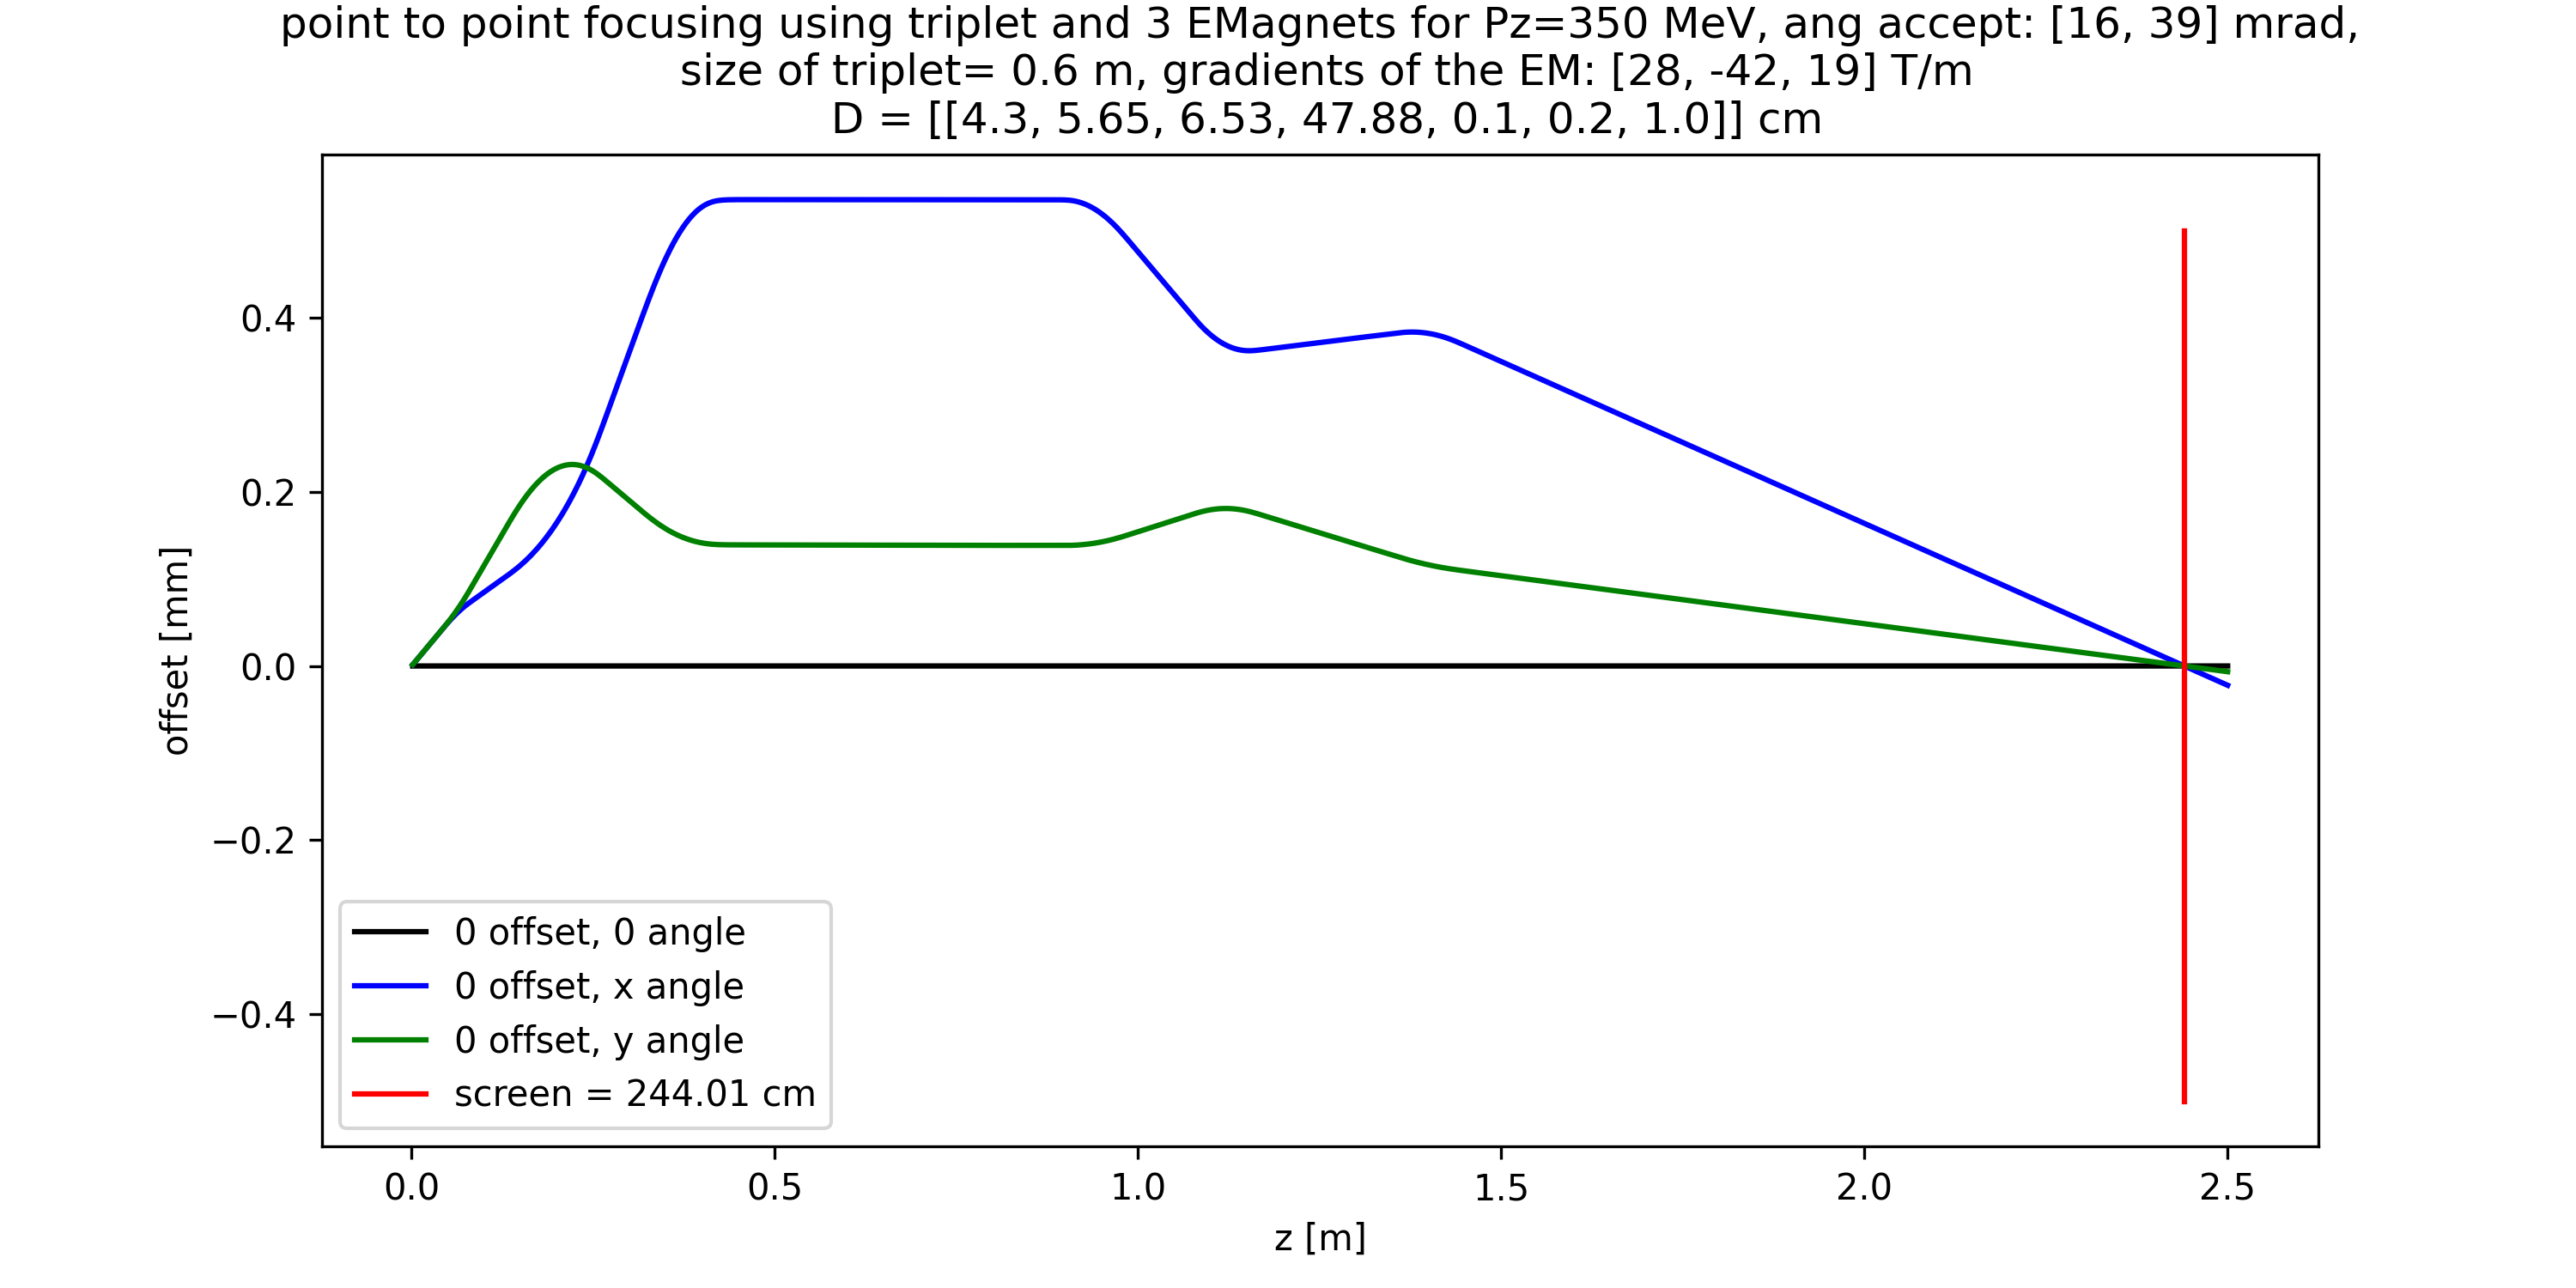 point to point focusing using triplet and 3 EMagnets for Pz=350 MeV, ang accept: [16, 39] mrad,
size of triplet= 0.6 m, gradients of the EM: [28, -42, 19] T/m
D = [[4.3, 5.65, 6.53, 47.88, 0.1, 0.2, 1.0]] cm
offset [mm]
0.4
0.2
0.0
−0.2
−0.4
0 offset, 0 angle
0 offset, x angle
0 offset, y angle
screen = 244.01 cm
0.0 0.5 1.0 1.5 2.0 2.5
z [m]